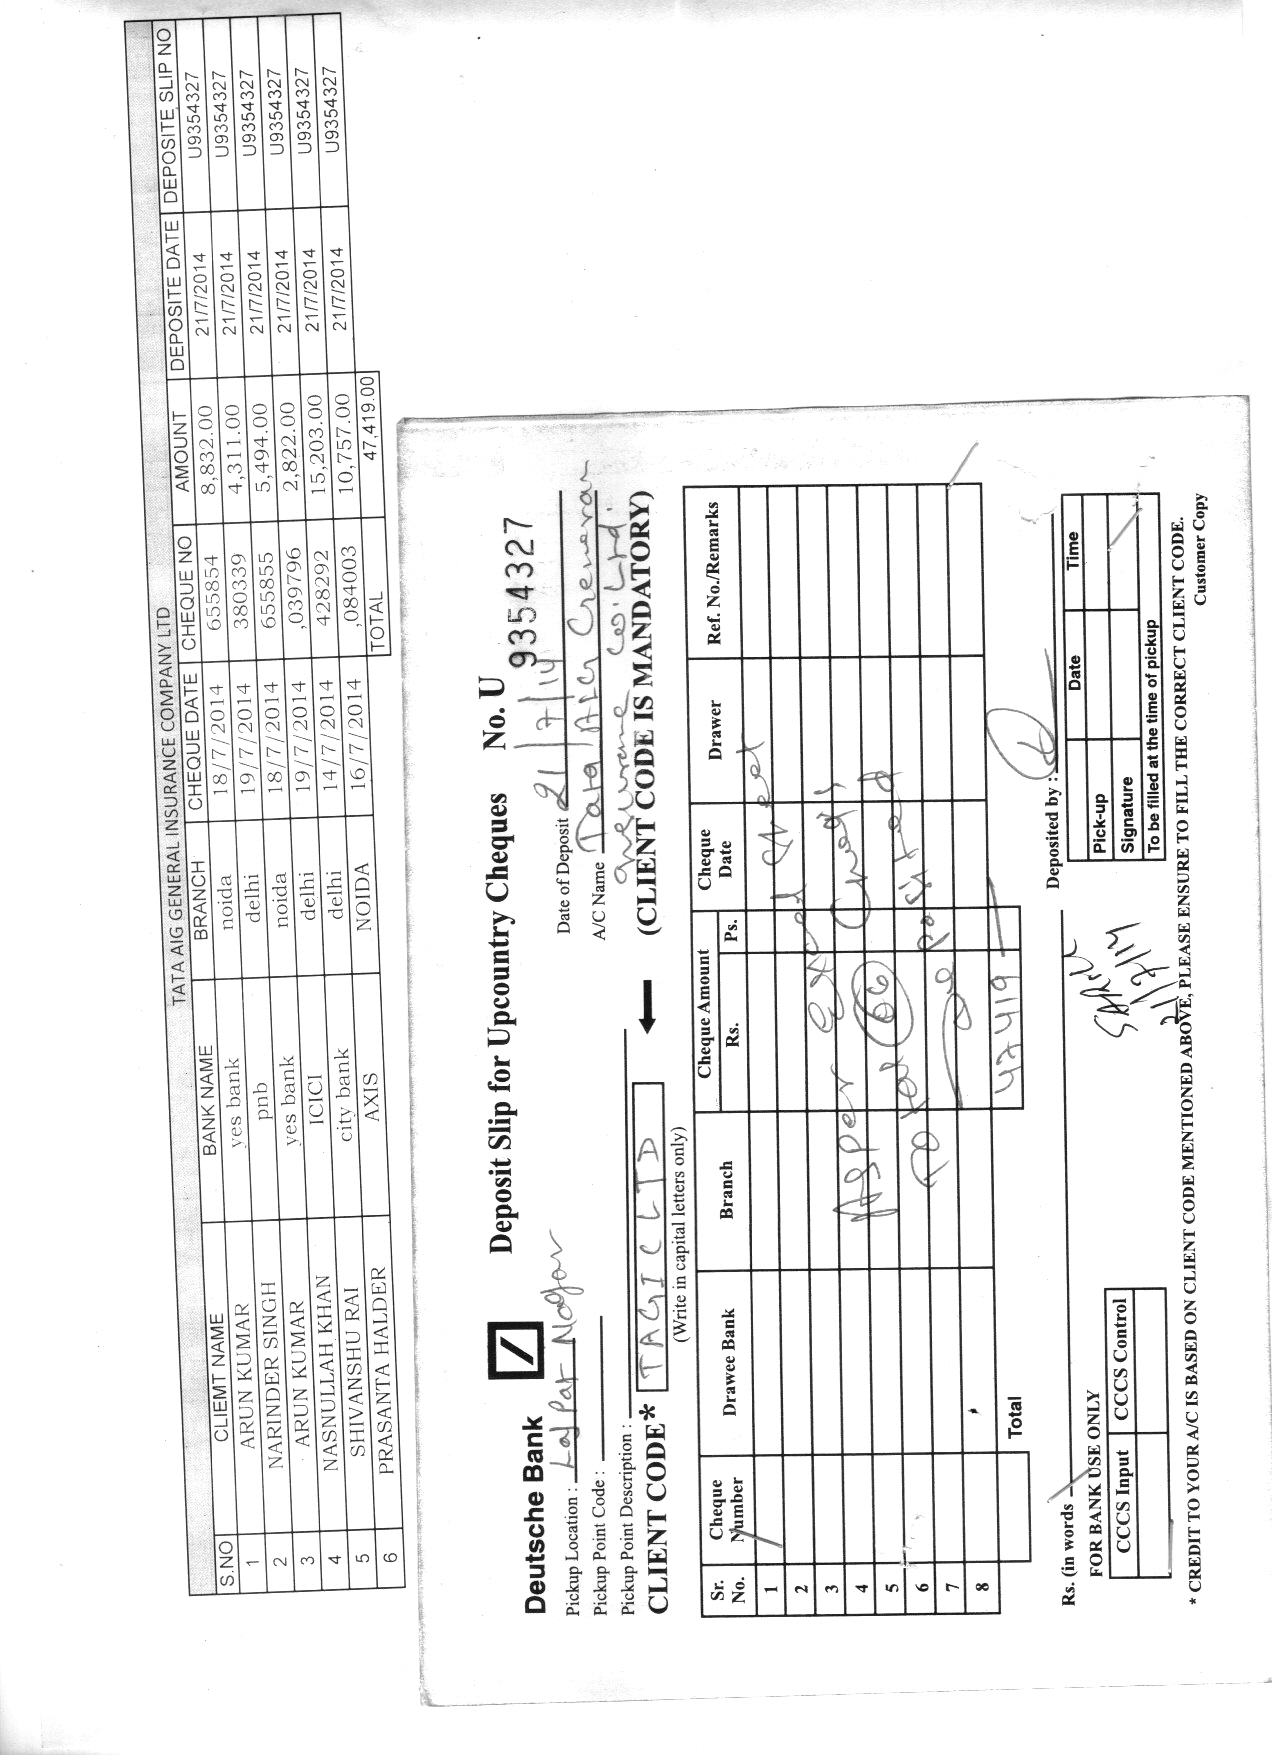 TATA AIG GENERAL INSURANCE COMPANY LTD
S.NO CLIEMT NAME BANK NAME BRANCH CHEQUE DATE CHEQUE NO AMOUNT DEPOSITE DATE DEPOSITE SLIP NO
1 ARUN KUMAR yes bank noida 18/7/2014 655854 8,832.00 21/7/2014 U9354327
2 NARINDER SINGH pnb delhi 19/7/2014 380339 4,311.00 21/7/2014 U9354327
3 ARUN KUMAR yes bank noida 18/7/2014 655855 5,494.00 21/7/2014 U9354327
4 NASNULLAH KHAN ICICI delhi 19/7/2014 ,039796 2,822.00 21/7/2014 U9354327
5 SHIVANSHU RAI city bank delhi 14/7/2014 428292 15,203.00 21/7/2014 U9354327
6 PRASANTA HALDER AXIS NOIDA 16/7/2014 ,084003 10,757.00 21/7/2014 U9354327
TOTAL 47,419.00
Deutsche Bank Deposit Slip for Upcountry Cheques No. U 9354327
Pickup Location : Lajpat Nagar Date of Deposit 21/7/14
Pickup Point Code : A/C Name Tata AIG General
Pickup Point Description : Insurance Co. Ltd.
CLIENT CODE* TAGICLTD (CLIENT CODE IS MANDATORY)
(Write in capital letters only)
Sr. No. Cheque Number Drawee Bank Branch Cheque Amount Rs. Ps. Cheque Date Drawer Ref. No./Remarks
1
2
3
4
5
6
7
8
As per Excel sheet
total 06 Cheq's
Deposited
Total 47419
Rs. (in words Deposited by :
FOR BANK USE ONLY
CCCS Input CCCS Control
Date Time
Pick-up
Signature
To be filled at the time of pickup
21/7/14
* CREDIT TO YOUR A/C IS BASED ON CLIENT CODE MENTIONED ABOVE, PLEASE ENSURE TO FILL THE CORRECT CLIENT CODE.
Customer Copy